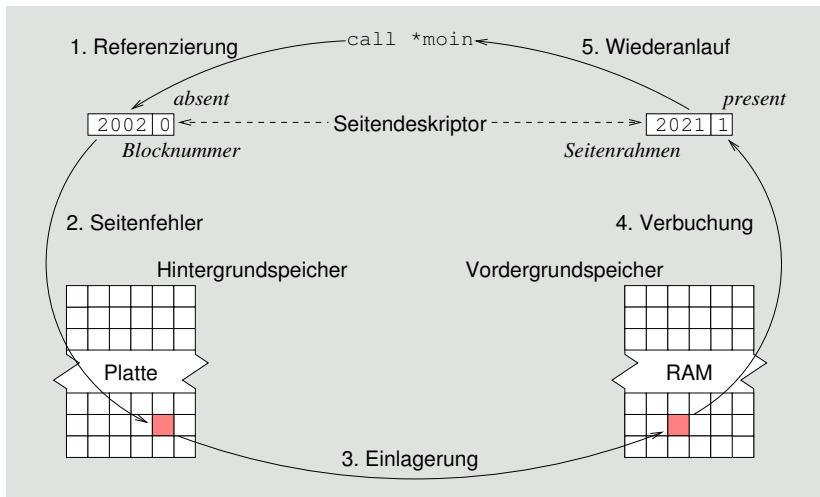 1. Referenzierung call *moin 5. Wiederanlauf
absent present
2002 0 Seitendeskriptor 2021 1
Blocknummer Seitenrahmen
2. Seitenfehler 4. Verbuchung
Hintergrundspeicher Vordergrundspeicher
Platte RAM
3. Einlagerung